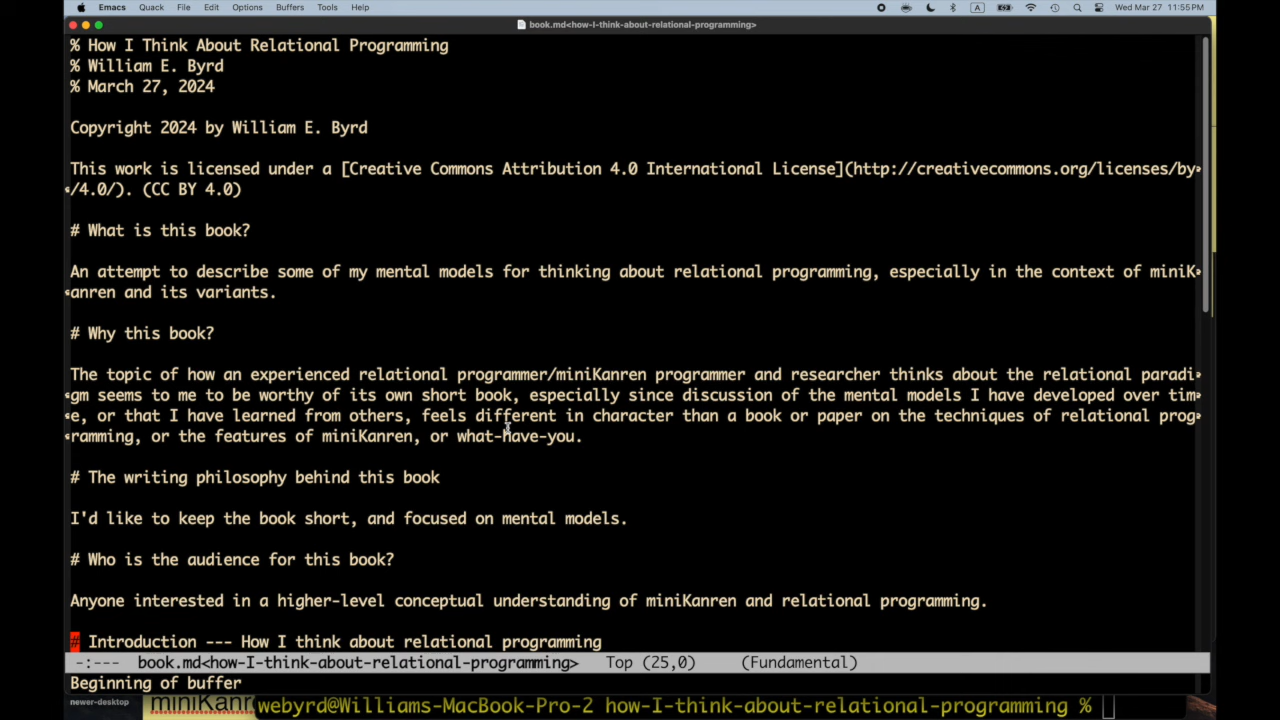 Emacs Quack File Edit Options Buffers Tools Help A Wed Mar 27 11:55 PM
book.md<how-I-think-about-relational-programming>
% How I Think About Relational Programming
% William E. Byrd
% March 27, 2024
Copyright 2024 by William E. Byrd
This work is licensed under a [Creative Commons Attribution 4.0 International License](http://creativecommons.org/licenses/by
/4.0/). (CC BY 4.0)
# What is this book?
An attempt to describe some of my mental models for thinking about relational programming, especially in the context of miniK
anren and its variants.
# Why this book?
The topic of how an experienced relational programmer/miniKanren programmer and researcher thinks about the relational paradi
gm seems to me to be worthy of its own short book, especially since discussion of the mental models I have developed over tim
e, or that I have learned from others, feels different in character than a book or paper on the techniques of relational prog
ramming, or the features of miniKanren, or what-have-you.
# The writing philosophy behind this book
I'd like to keep the book short, and focused on mental models.
# Who is the audience for this book?
Anyone interested in a higher-level conceptual understanding of miniKanren and relational programming.
# Introduction --- How I think about relational programming
-:--- book.md<how-I-think-about-relational-programming> Top (25,0) (Fundamental)
Beginning of buffer
newer-desktop miniKanr webyrd@Williams-MacBook-Pro-2 how-I-think-about-relational-programming %